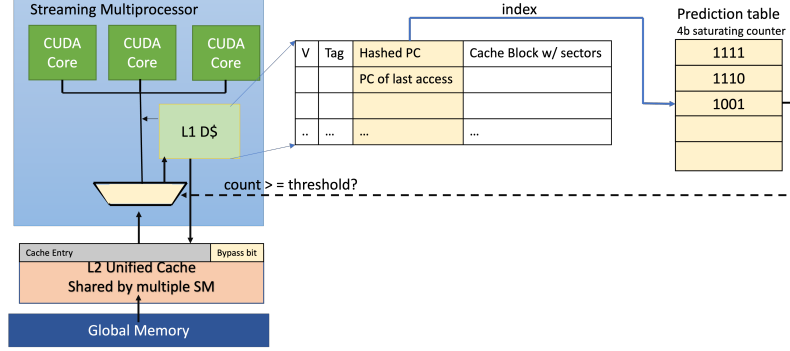 Streaming Multiprocessor
CUDA
Core
CUDA
Core
CUDA
Core
L1 D$
index
V
Tag
Hashed PC
Cache Block w/ sectors
PC of last access
..
...
...
...
Prediction table
4b saturating counter
1111
1110
1001
count > = threshold?
Cache Entry
Bypass bit
L2 Unified Cache
Shared by multiple SM
Global Memory